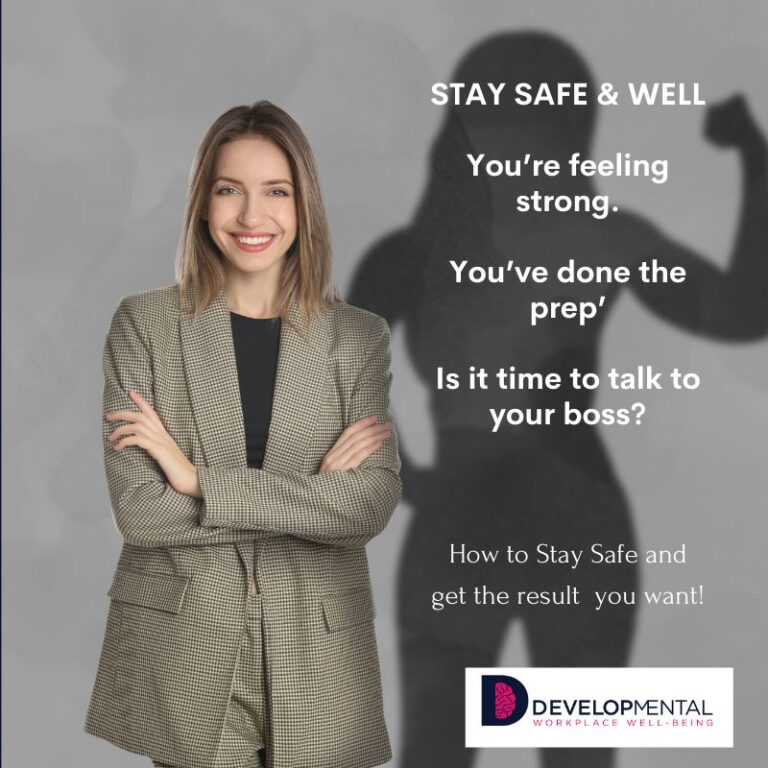 STAY SAFE & WELL
You’re feeling
strong.
You’ve done the
prep’
Is it time to talk to
your boss?
How to Stay Safe and
get the result  you want!
D DEVELOPMENTAL
WORKPLACE WELL-BEING